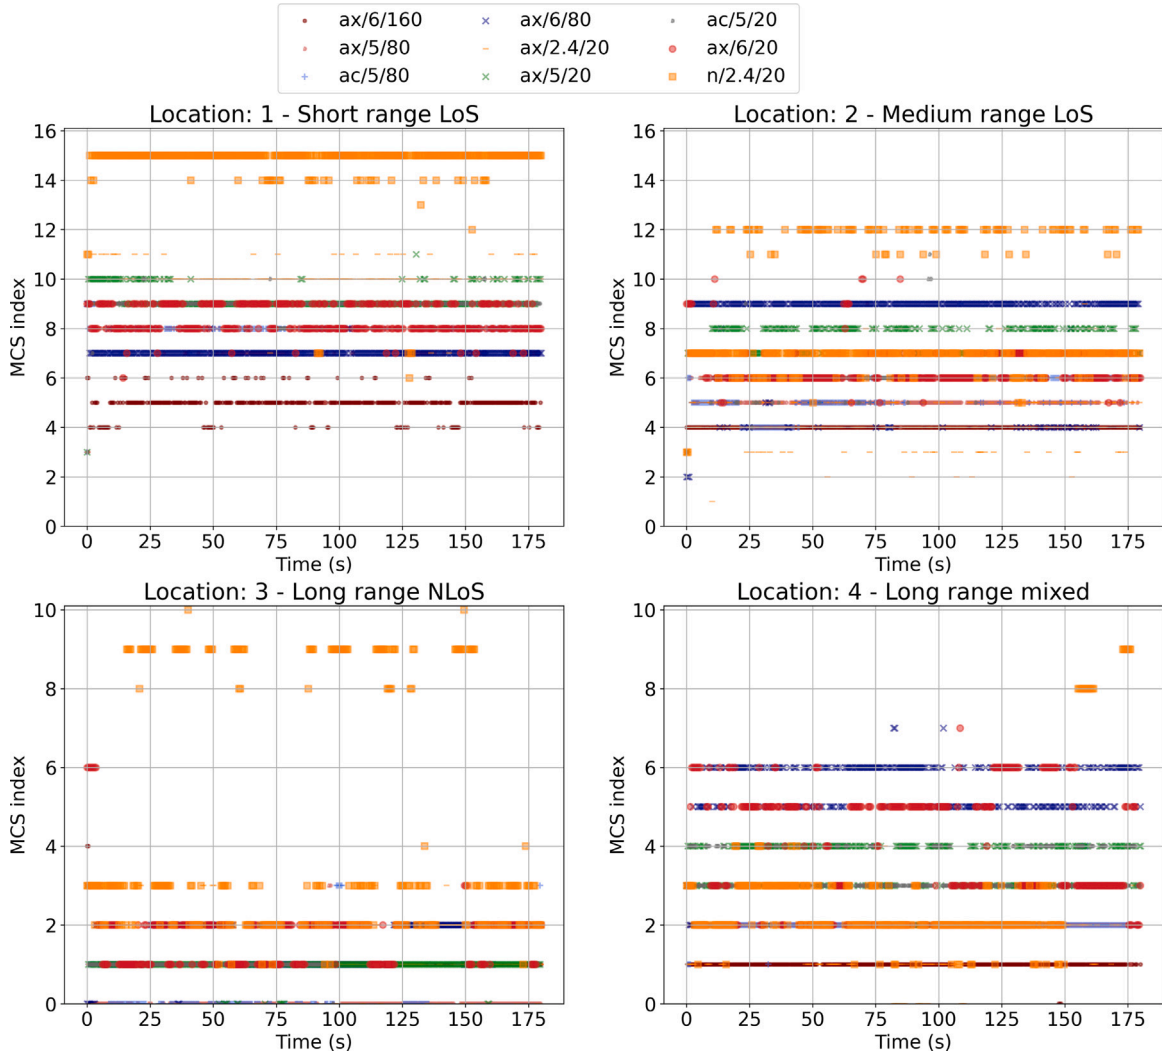 ax/6/160 ax/6/80 ac/5/20
ax/5/80 ax/2.4/20 ax/6/20
ac/5/80 ax/5/20 n/2.4/20
Location: 1 - Short range LoS
MCS index
16
14
12
10
8
6
4
2
0
0 25 50 75 100 125 150 175
Time (s)
Location: 2 - Medium range LoS
MCS index
16
14
12
10
8
6
4
2
0
0 25 50 75 100 125 150 175
Time (s)
Location: 3 - Long range NLoS
MCS index
10
8
6
4
2
0
0 25 50 75 100 125 150 175
Time (s)
Location: 4 - Long range mixed
MCS index
10
8
6
4
2
0
0 25 50 75 100 125 150 175
Time (s)